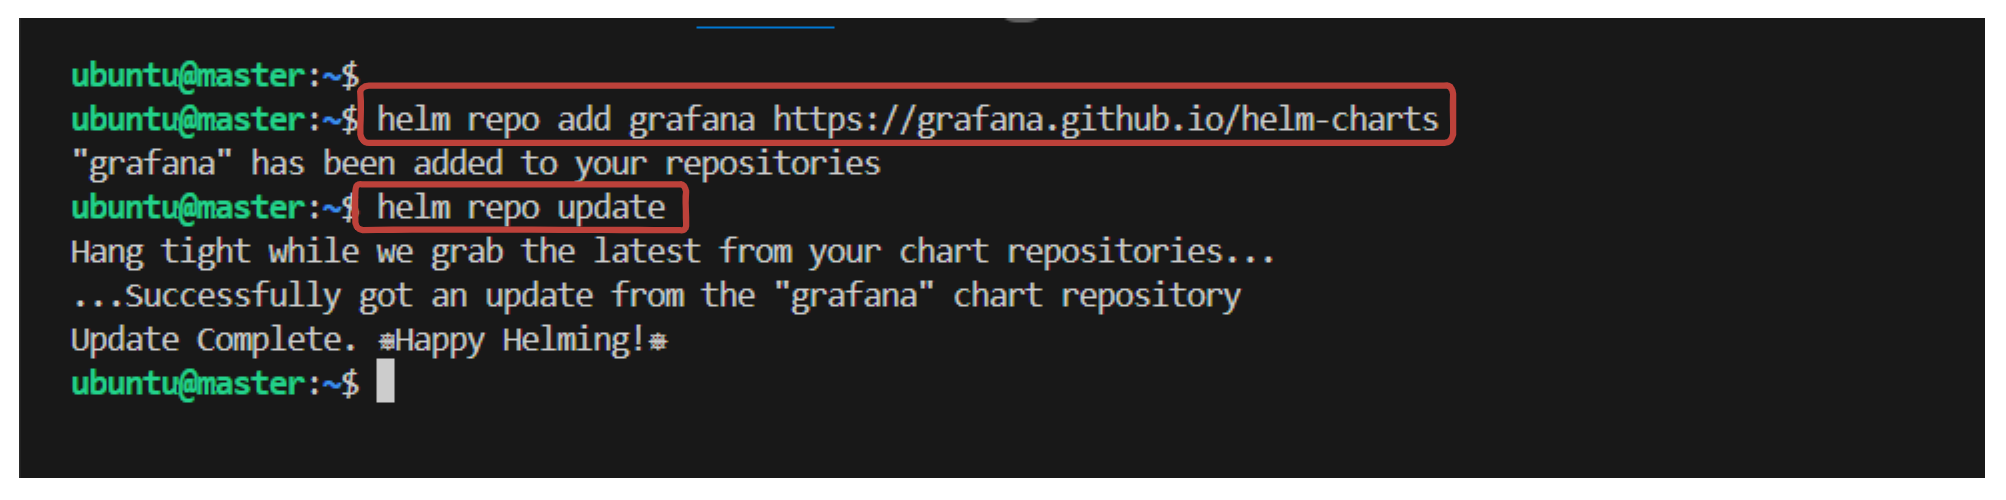 ubuntu@master:~$
ubuntu@master:~$ helm repo add grafana https://grafana.github.io/helm-charts
"grafana" has been added to your repositories
ubuntu@master:~$ helm repo update
Hang tight while we grab the latest from your chart repositories...
...Successfully got an update from the "grafana" chart repository
Update Complete. ⎈Happy Helming!⎈
ubuntu@master:~$